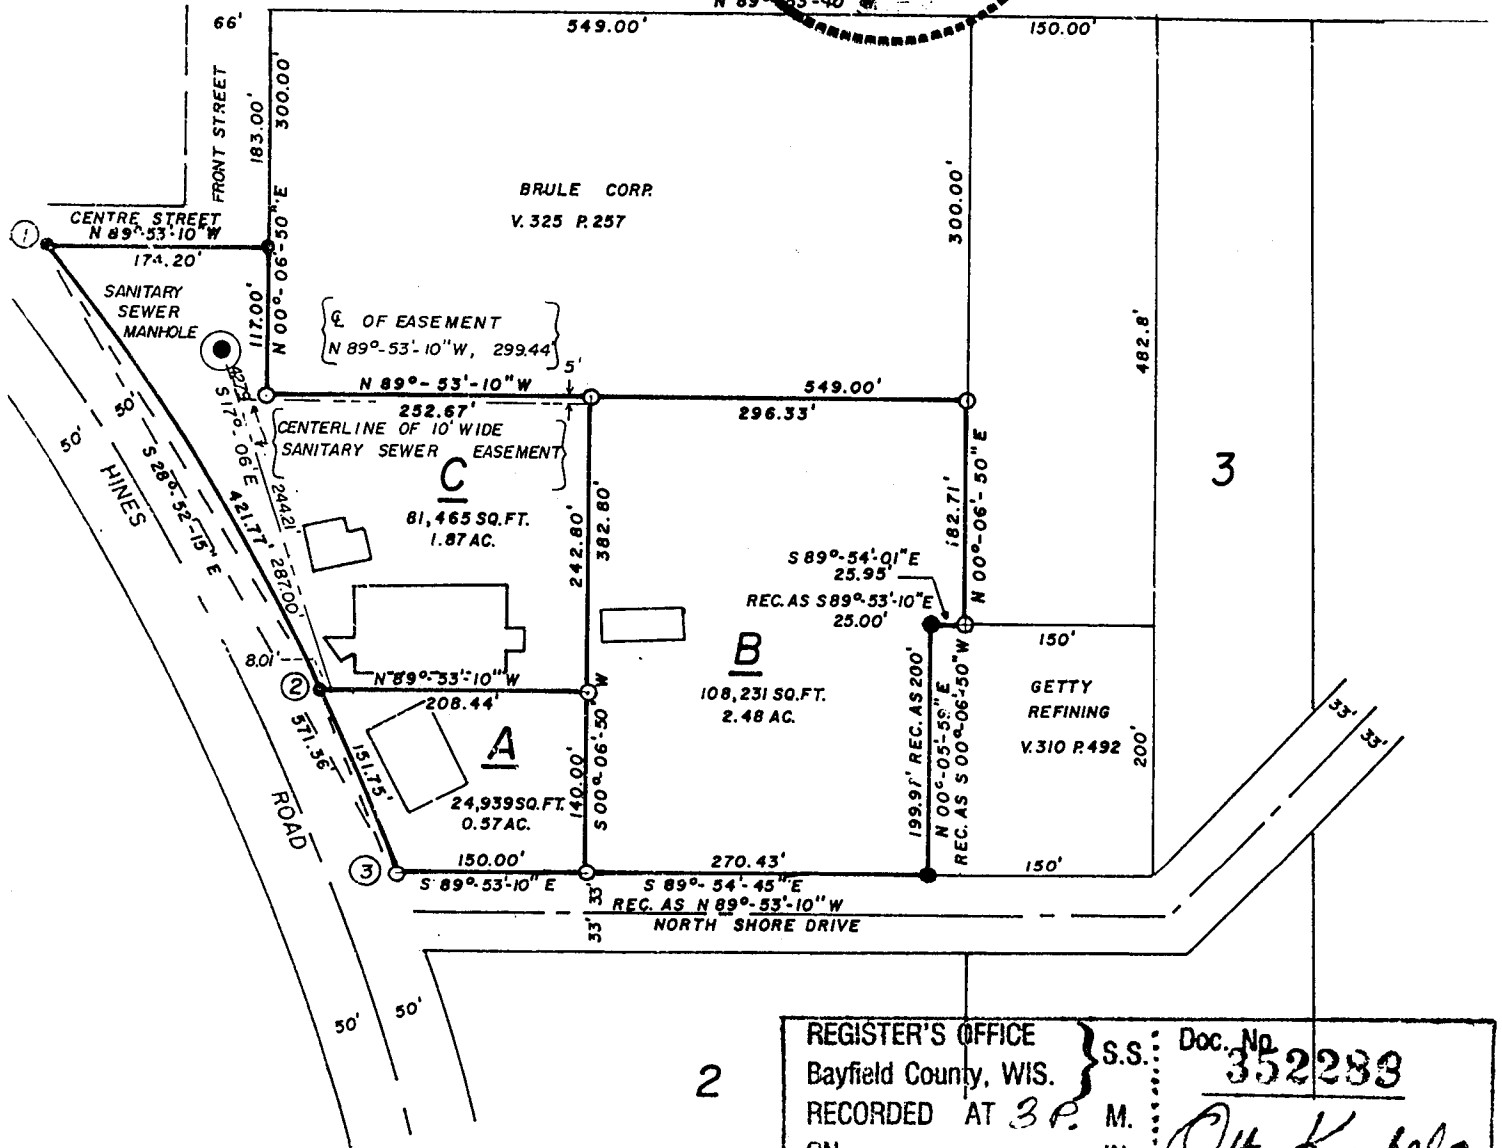 66'
549.00'
150.00'
FRONT STREET
183.00'
300.00'
N 00°-06'-50" E
BRULE CORP.
V. 325 P. 257
300.00'
482.8'
1
CENTRE STREET
N 89°-53'-10" W
SANITARY
SEWER
MANHOLE
117.00'
℄ OF EASEMENT
N 89°-53'-10" W, 299.44'
5'
N 89°-53'-10" W
252.67'
549.00'
296.33'
CENTERLINE OF 10' WIDE
SANITARY SEWER EASEMENT
S 17°-06' E
244.21'
287.00'
50'
50'
HINES
ROAD
S 28°-52'-15" E
421.77'
C
81,465 SQ.FT.
1.87 AC.
242.80'
382.80'
182.71'
N 00°-06'-50" E
3
S 89°-54'-01" E
25.95'
REC. AS S 89°-53'-10" E
25.00'
B
108,231 SQ.FT.
2.48 AC.
150'
GETTY
REFINING
V. 310 P. 492
200'
8.01'
2
N 89°-53'-10" W
208.44'
571.36'
151.75'
A
24,939 SQ.FT.
0.57 AC.
140.00'
S 00°-06'-50" W
REC. AS 200'
REC. AS S 00°-06'-50" W
33'
33'
3
150.00'
S 89°-53'-10" E
270.43'
S 89°-54'-45" E
REC. AS N 89°-53'-10" W
150'
33'
33'
NORTH SHORE DRIVE
50'
50'
2
REGISTER'S OFFICE
Bayfield County, WIS.
S.S.
Doc. No.
RECORDED AT 3 P. M.